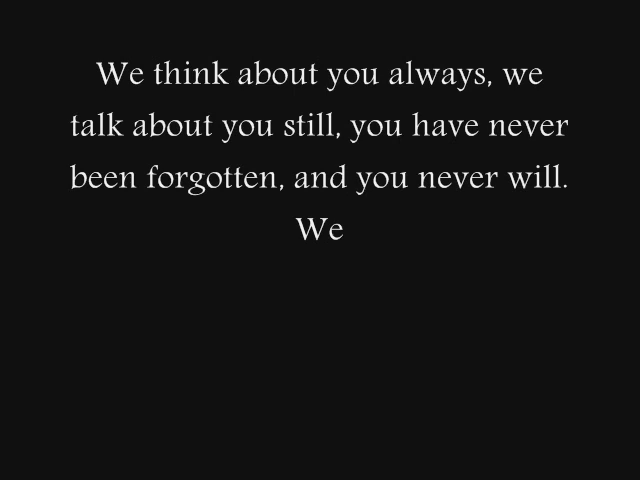 We think about you always, we
talk about you still, you have never
been forgotten, and you never will.
We